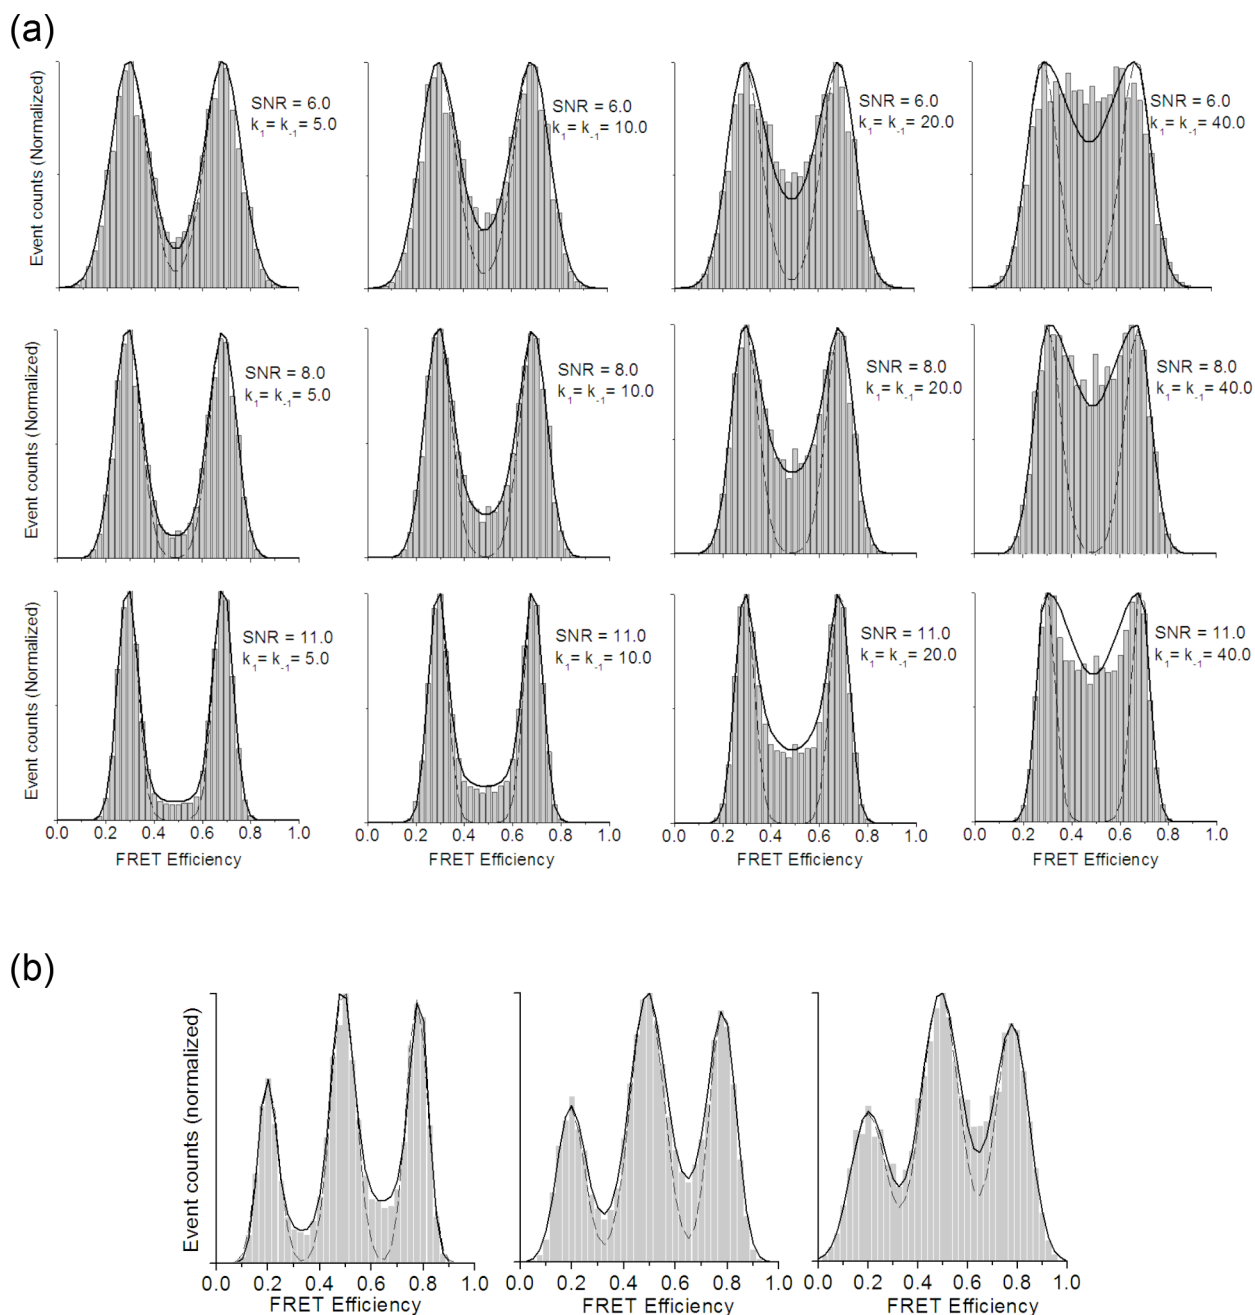 (a)
Event counts (Normalized)
SNR = 6.0
k₁= k₋₁= 5.0
SNR = 6.0
k₁= k₋₁= 10.0
SNR = 6.0
k₁= k₋₁= 20.0
SNR = 6.0
k₁= k₋₁= 40.0
Event counts (Normalized)
SNR = 8.0
k₁= k₋₁= 5.0
SNR = 8.0
k₁= k₋₁= 10.0
SNR = 8.0
k₁= k₋₁= 20.0
SNR = 8.0
k₁= k₋₁= 40.0
Event counts (Normalized)
SNR = 11.0
k₁= k₋₁= 5.0
SNR = 11.0
k₁= k₋₁= 10.0
SNR = 11.0
k₁= k₋₁= 20.0
SNR = 11.0
k₁= k₋₁= 40.0
0.0 0.2 0.4 0.6 0.8 1.0
0.0 0.2 0.4 0.6 0.8 1.0
0.0 0.2 0.4 0.6 0.8 1.0
0.0 0.2 0.4 0.6 0.8 1.0
FRET Efficiency
FRET Efficiency
FRET Efficiency
FRET Efficiency
(b)
Event counts (normalized)
0.0 0.2 0.4 0.6 0.8 1.0
0.0 0.2 0.4 0.6 0.8 1.0
0.0 0.2 0.4 0.6 0.8 1.0
FRET Efficiency
FRET Efficiency
FRET Efficiency